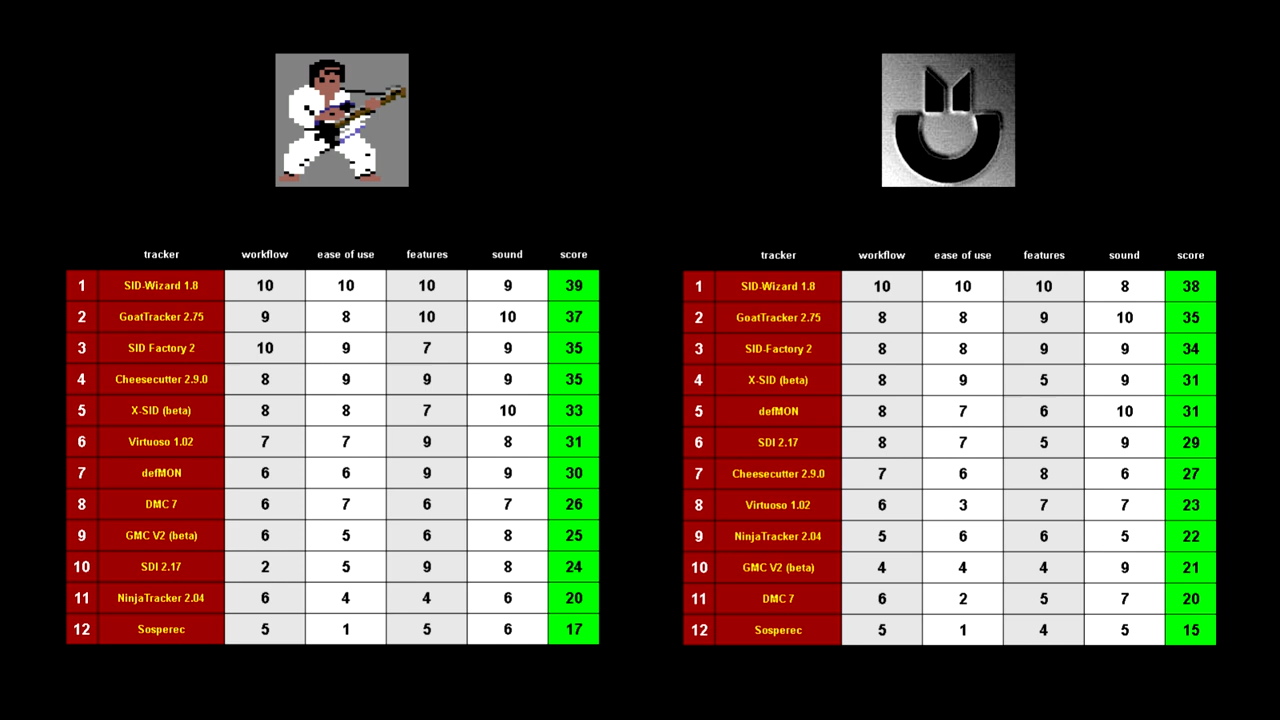 tracker workflow ease of use features sound score
1 SID-Wizard 1.8 10 10 10 9 39
2 GoatTracker 2.75 9 8 10 10 37
3 SID Factory 2 10 9 7 9 35
4 Cheesecutter 2.9.0 8 9 9 9 35
5 X-SID (beta) 8 8 7 10 33
6 Virtuoso 1.02 7 7 9 8 31
7 defMON 6 6 9 9 30
8 DMC 7 6 7 6 7 26
9 GMC V2 (beta) 6 5 6 8 25
10 SDI 2.17 2 5 9 8 24
11 NinjaTracker 2.04 6 4 4 6 20
12 Sosperec 5 1 5 6 17
tracker workflow ease of use features sound score
1 SID-Wizard 1.8 10 10 10 8 38
2 GoatTracker 2.75 8 8 9 10 35
3 SID-Factory 2 8 8 9 9 34
4 X-SID (beta) 8 9 5 9 31
5 defMON 8 7 6 10 31
6 SDI 2.17 8 7 5 9 29
7 Cheesecutter 2.9.0 7 6 8 6 27
8 Virtuoso 1.02 6 3 7 7 23
9 NinjaTracker 2.04 5 6 6 5 22
10 GMC V2 (beta) 4 4 4 9 21
11 DMC 7 6 2 5 7 20
12 Sosperec 5 1 4 5 15